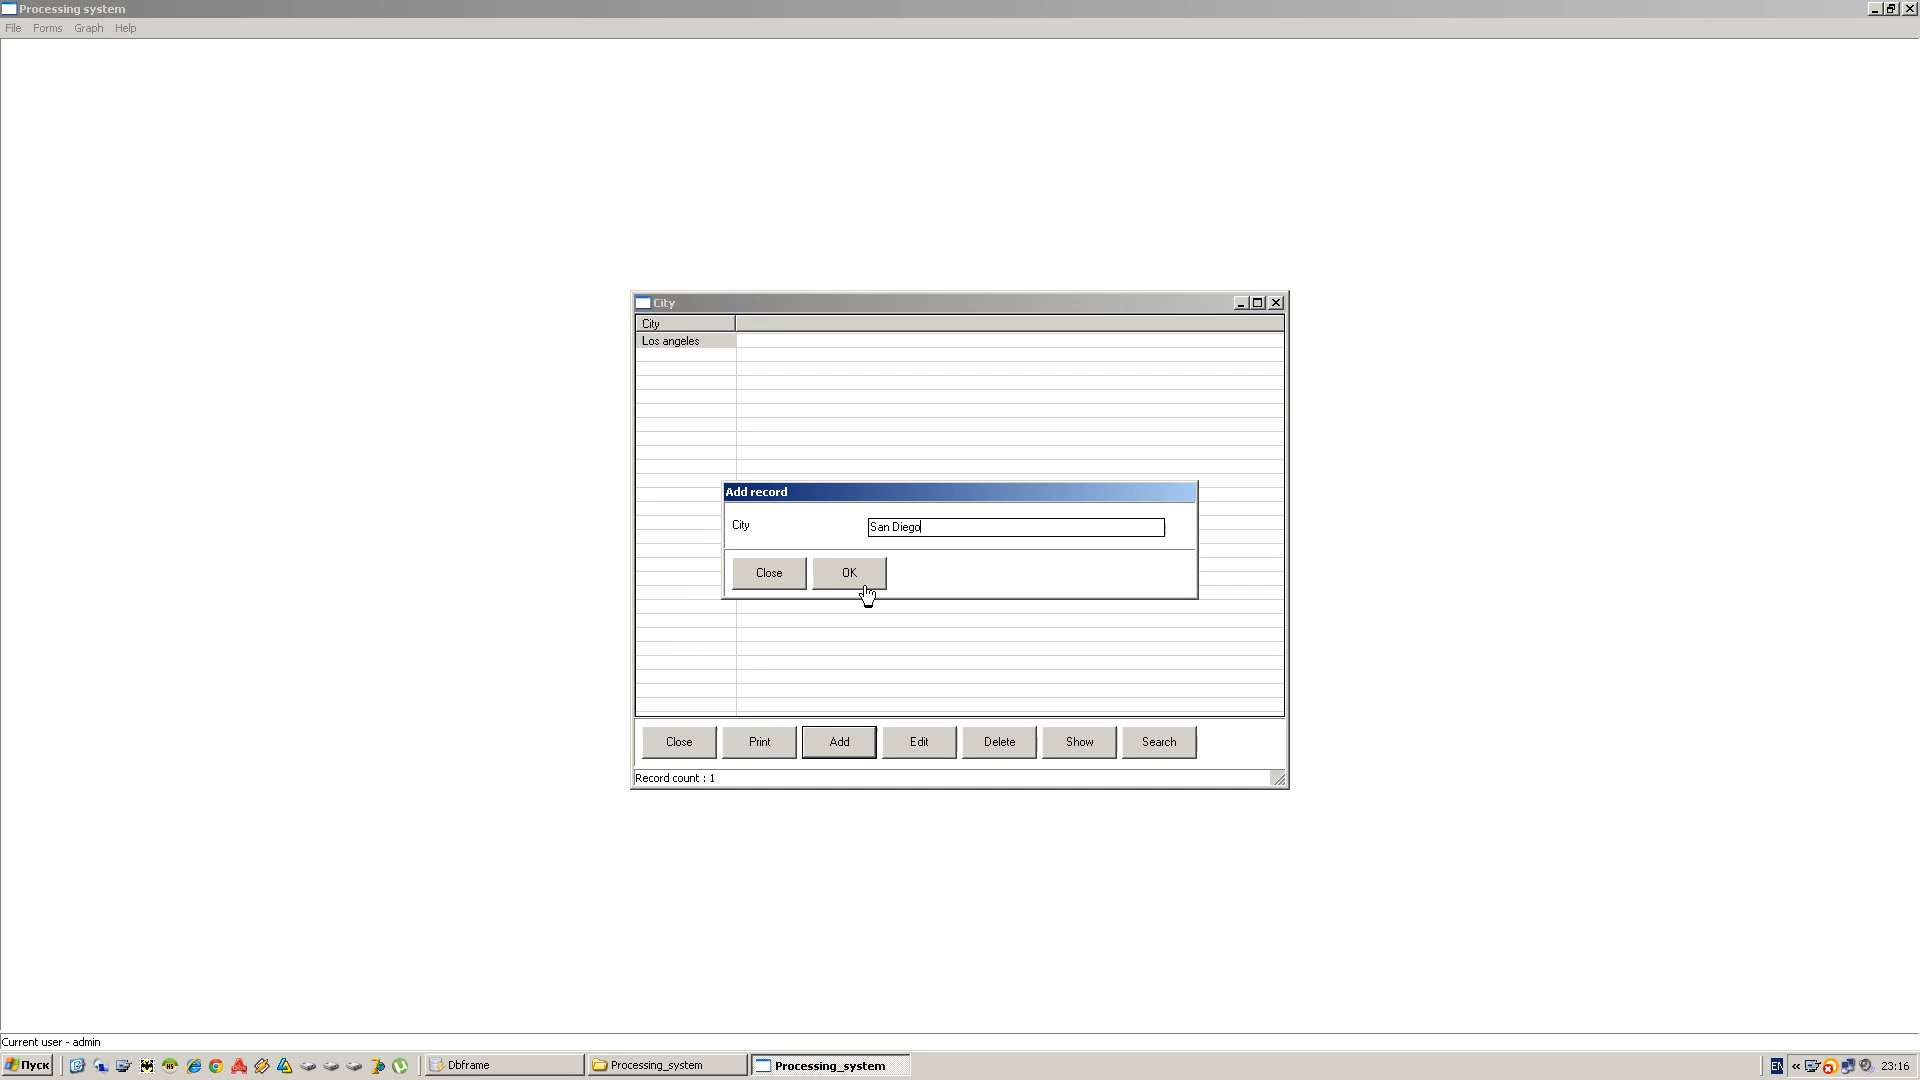 Processing system
File Forms Graph Help
City
City
Los angeles
Add record
City San Diego
Close OK
Close Print Add Edit Delete Show Search
Record count : 1
Current user - admin
Пуск Dbframe Processing_system Processing_system EN « 23:16